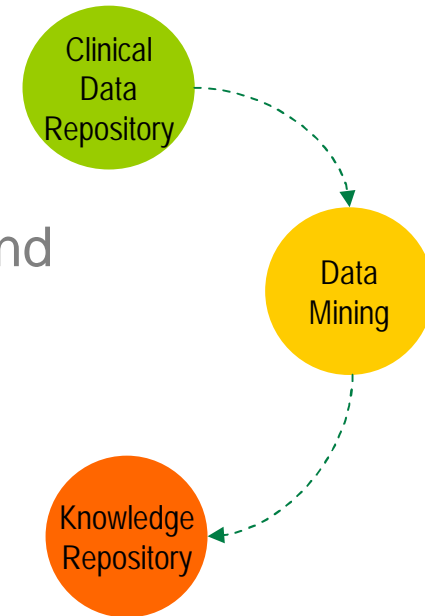 Clinical
Data
Repository
nd
Data
Mining
Knowledge
Repository